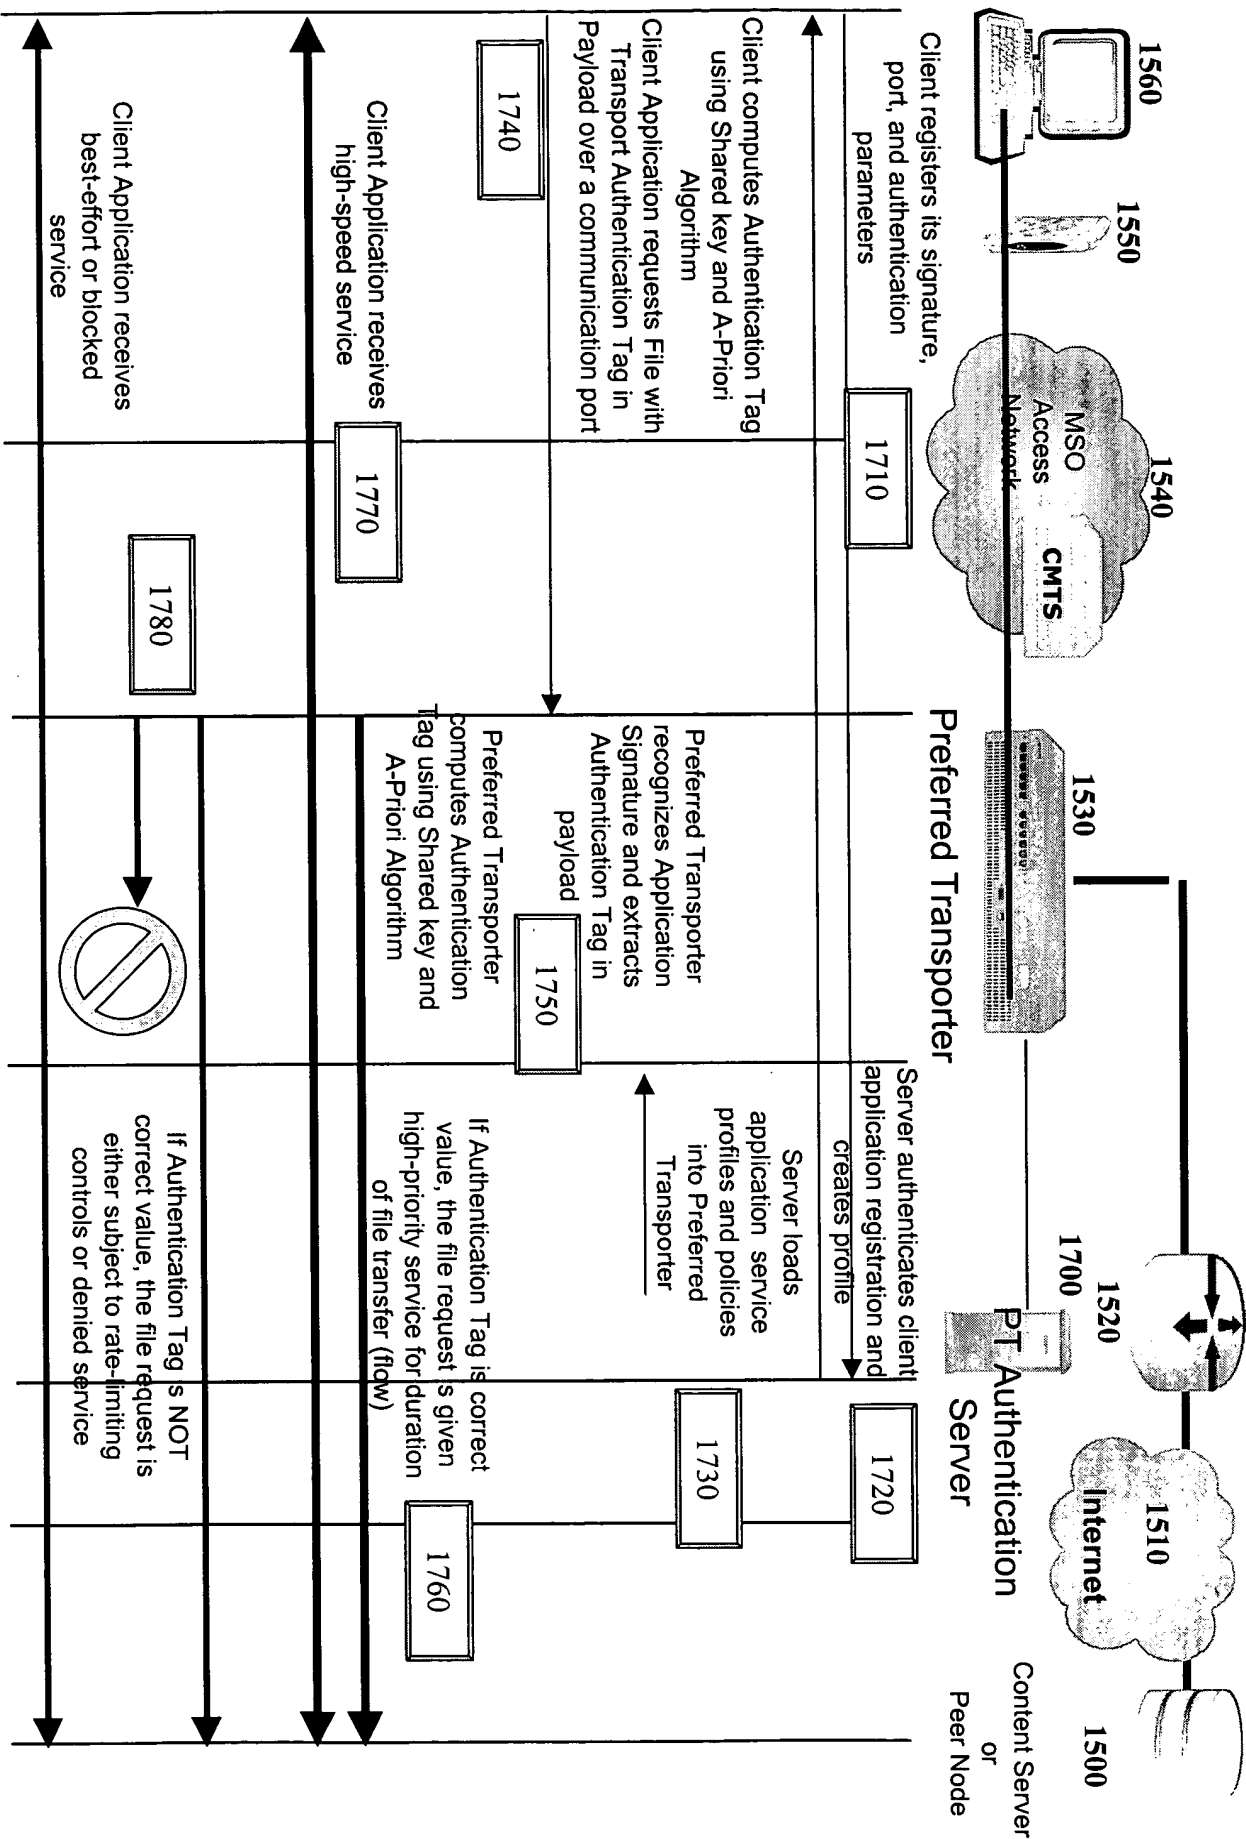 1560
1550
1540
MSO
Access
Network
CMTS
1530
Preferred Transporter
1520
1700
PT Authentication
Server
1510
Internet
1500
Content Server
or
Peer Node
Client registers its signature,
port, and authentication
parameters
1710
Server authenticates client
application registration and
creates profile
1720
Client computes Authentication Tag
using Shared key and A-Priori
Algorithm
Server loads
application service
profiles and policies
into Preferred
Transporter
1730
Client Application requests File with
Transport Authentication Tag in
Payload over a communication port
1740
Preferred Transporter
recognizes Application
Signature and extracts
Authentication Tag in
payload
1750
Preferred Transporter
computes Authentication
Tag using Shared key and
A-Priori Algorithm
If Authentication Tag is correct
value, the file request is given
high-priority service for duration
of file transfer (flow)
1760
Client Application receives
high-speed service
1770
1780
If Authentication Tag is NOT
correct value, the file request is
either subject to rate-limiting
controls or denied service
Client Application receives
best-effort or blocked
service